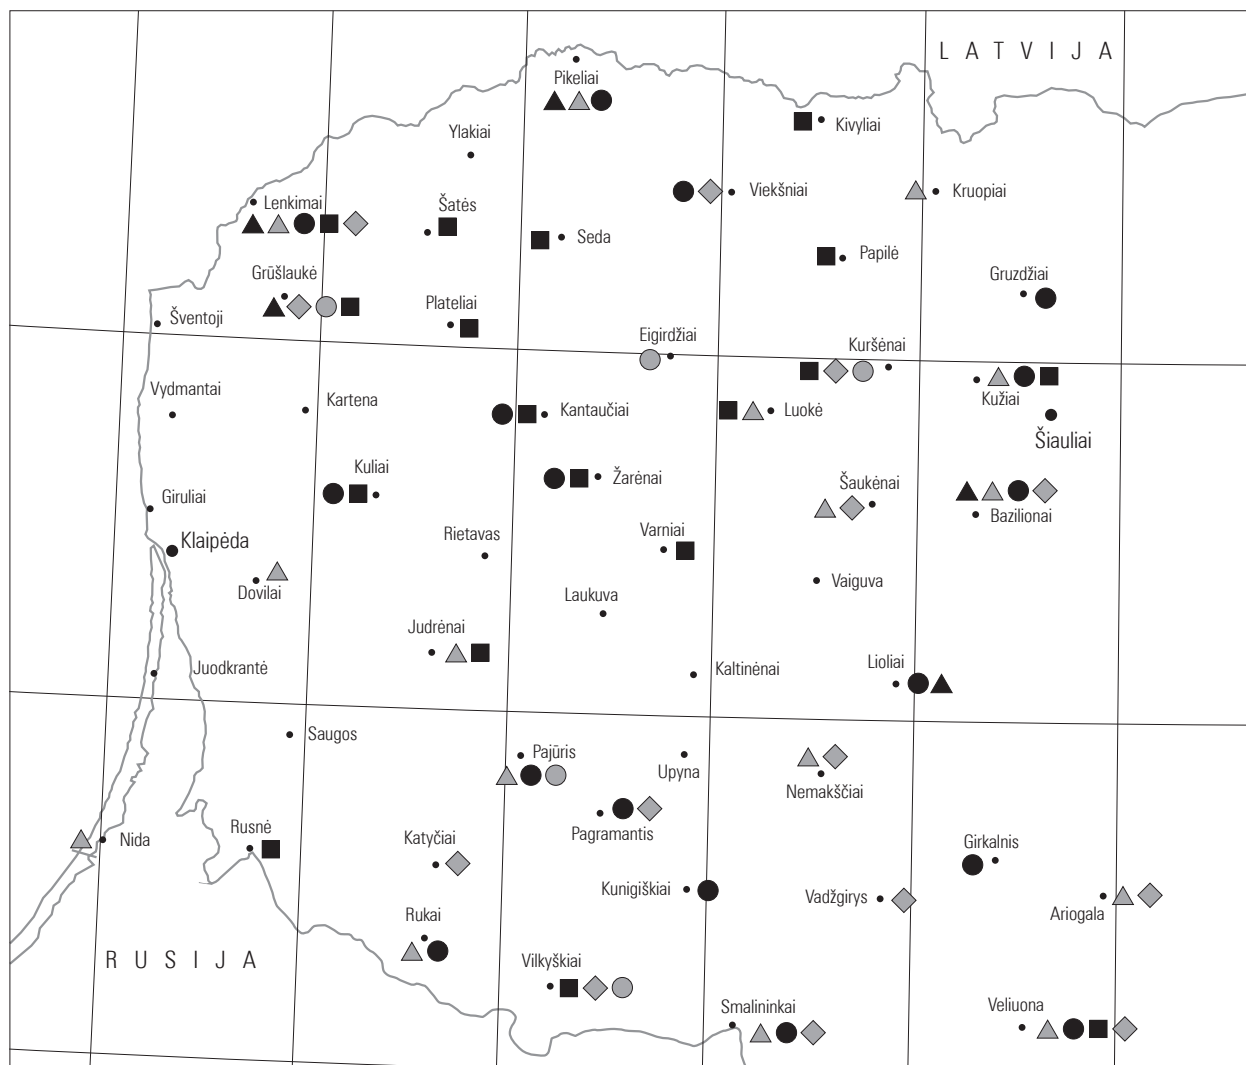 LATVIJA
Pikeliai
Kivyliai
Ylakiai
Viekšniai
Kruopiai
Lenkimai
Šatės
Seda
Papilė
Grūšlaukė
Gruzdžiai
Plateliai
Šventoji
Eigirdžiai
Kuršėnai
Vydmantai
Kartena
Kantaučiai
Luokė
Kužiai
Šiauliai
Kuliai
Žarėnai
Šaukėnai
Giruliai
Bazilionai
Klaipėda
Rietavas
Varniai
Dovilai
Laukuva
Vaiguva
Judrėnai
Juodkrantė
Kaltinėnai
Lioliai
Saugos
Pajūris
Upyna
Nemakščiai
Pagramantis
Nida
Rusnė
Katyčiai
Girkalnis
Kunigiškiai
Vadžgirys
Ariogala
Rukai
RUSIJA
Vilkyškiai
Smalininkai
Veliuona